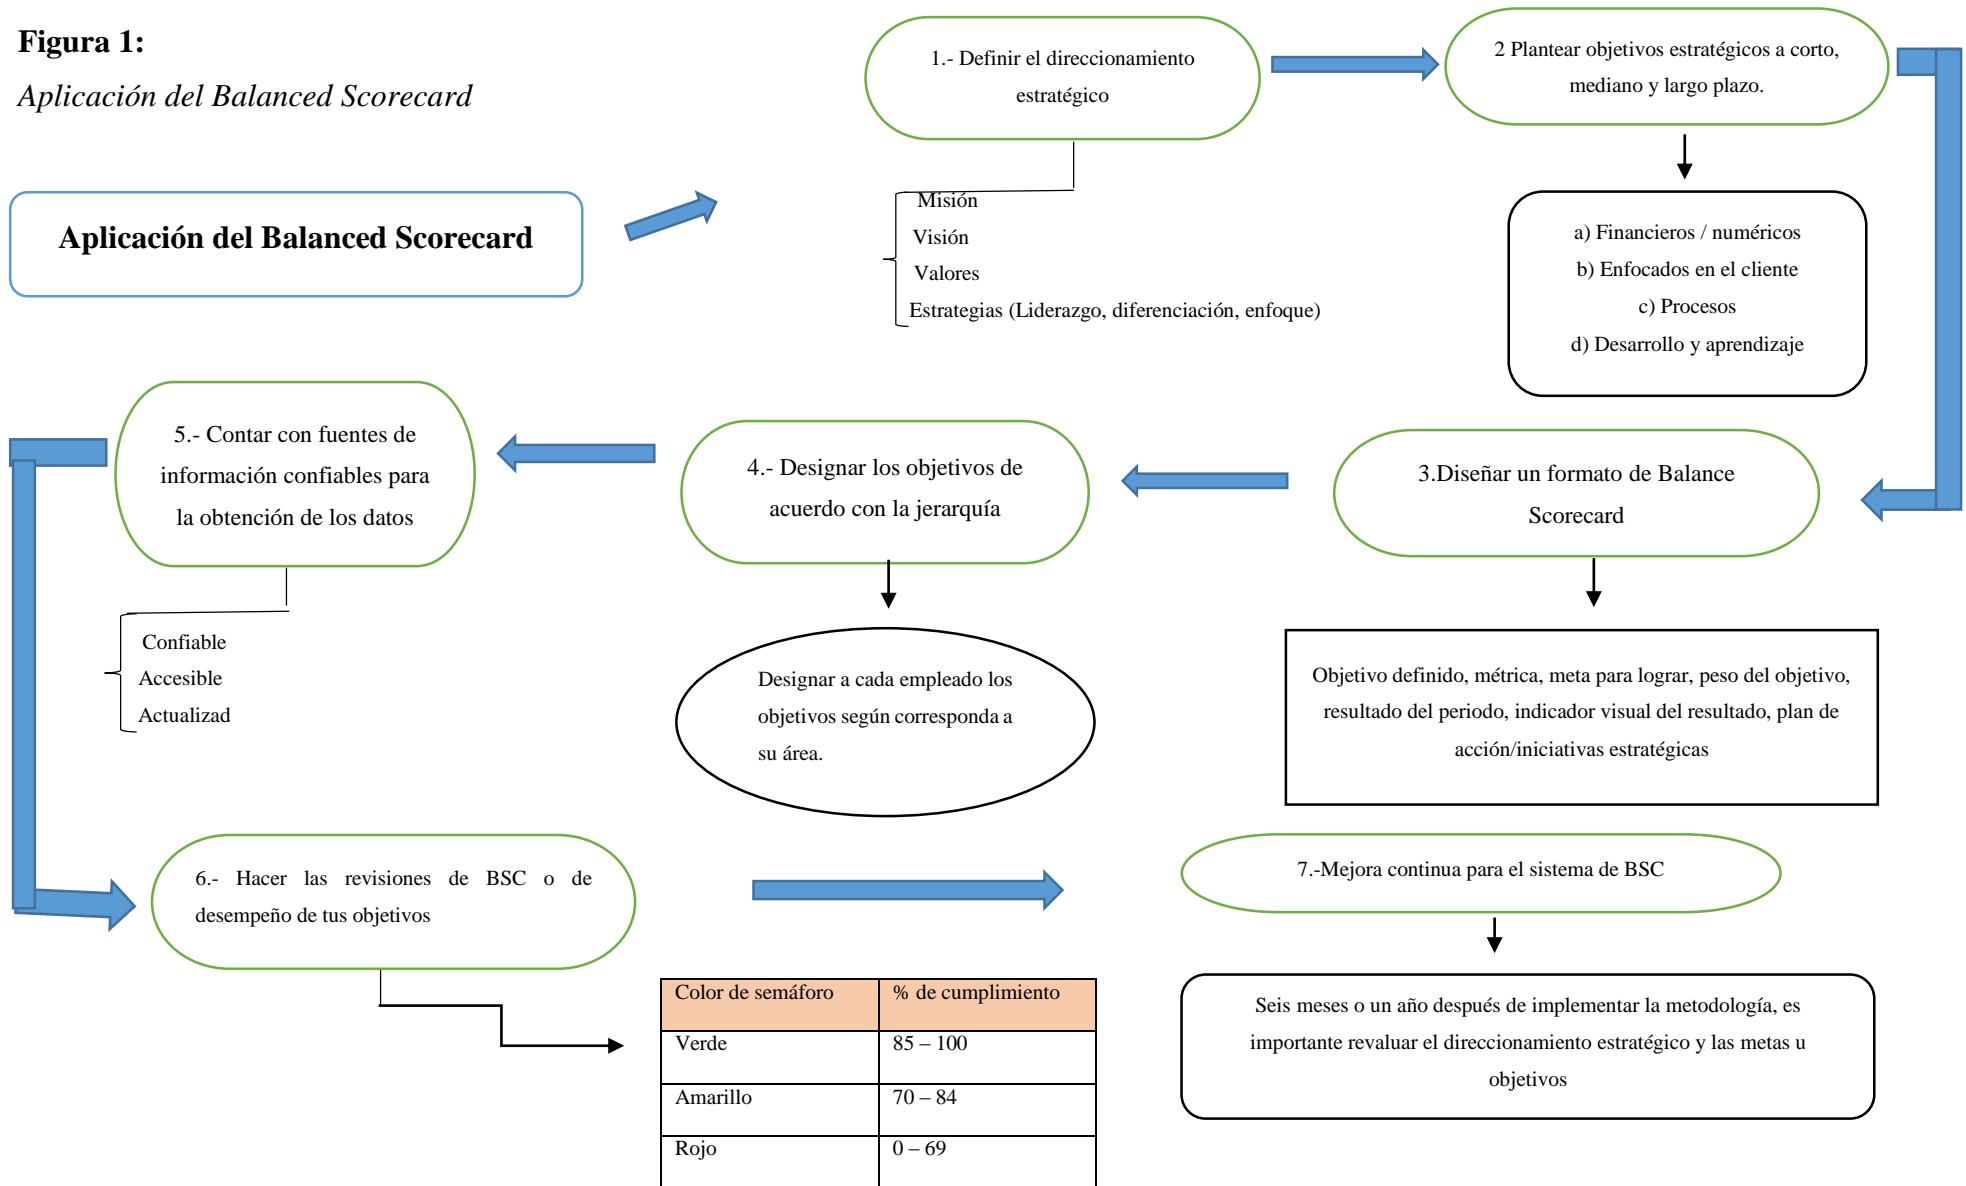 Figura 1:
Aplicación del Balanced Scorecard
Aplicación del Balanced Scorecard
1.- Definir el direccionamiento
estratégico
Misión
Visión
Valores
Estrategias (Liderazgo, diferenciación, enfoque)
2 Plantear objetivos estratégicos a corto,
mediano y largo plazo.
a) Financieros / numéricos
b) Enfocados en el cliente
c) Procesos
d) Desarrollo y aprendizaje
3.Diseñar un formato de Balance
Scorecard
Objetivo definido, métrica, meta para lograr, peso del objetivo,
resultado del periodo, indicador visual del resultado, plan de
acción/iniciativas estratégicas
4.- Designar los objetivos de
acuerdo con la jerarquía
Designar a cada empleado los
objetivos según corresponda a
su área.
5.- Contar con fuentes de
información confiables para
la obtención de los datos
Confiable
Accesible
Actualizad
6.- Hacer las revisiones de BSC o de
desempeño de tus objetivos
Color de semáforo % de cumplimiento
Verde 85 – 100
Amarillo 70 – 84
Rojo 0 – 69
7.-Mejora continua para el sistema de BSC
Seis meses o un año después de implementar la metodología, es
importante revaluar el direccionamiento estratégico y las metas u
objetivos